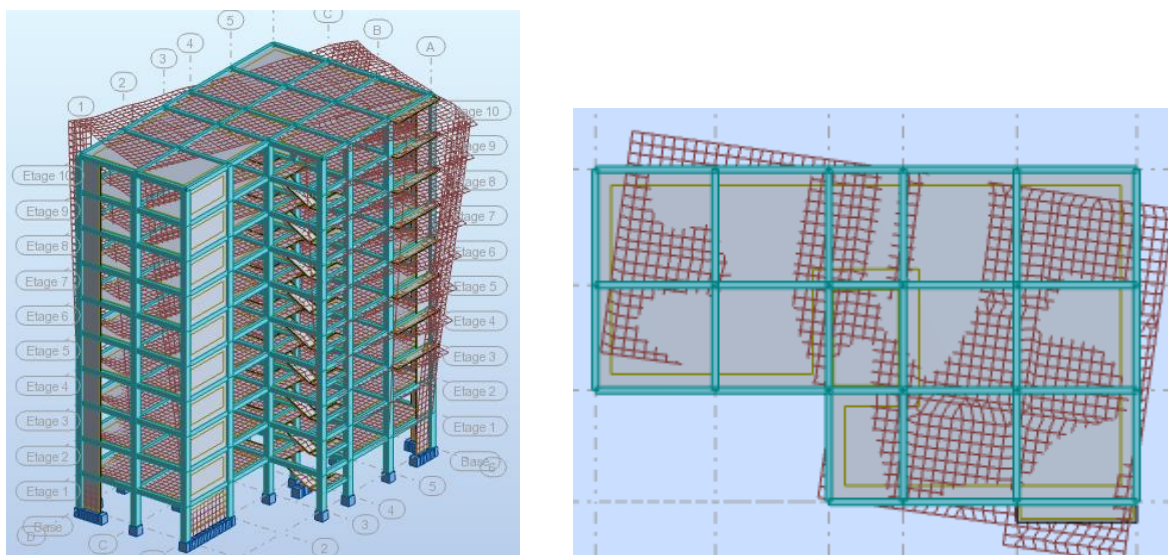 C
B
A
5
4
3
2
1
Etage 10
Etage 10
Etage 9
Etage 9
Etage 8
Etage 8
Etage 7
Etage 7
Etage 6
Etage 6
Etage 5
Etage 5
Etage 4
Etage 4
Etage 3
Etage 3
Etage 2
Etage 2
Etage 1
Etage 1
Base
Base
5
4
3
2
C
D